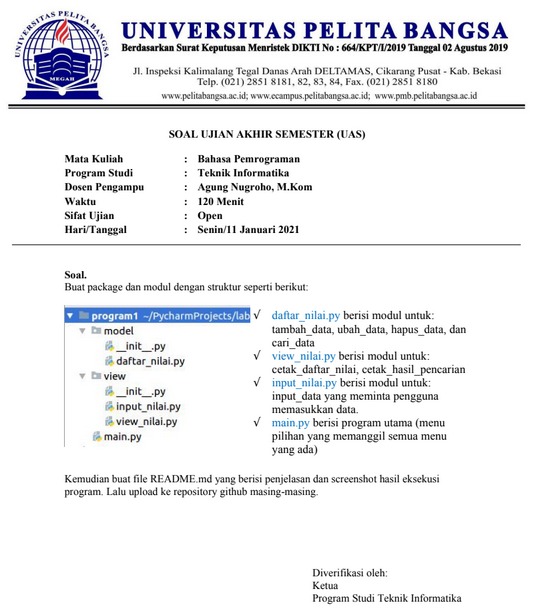 UNIVERSITAS PELITA BANGSA
MEGAH
UNIVERSITAS PELITA BANGSA
Berdasarkan Surat Keputusan Menristek DIKTI No : 664/KPT/I/2019 Tanggal 02 Agustus 2019
Jl. Inspeksi Kalimalang Tegal Danas Arah DELTAMAS, Cikarang Pusat - Kab. Bekasi
Telp. (021) 2851 8181, 82, 83, 84, Fax. (021) 2851 8180
www.pelitabangsa.ac.id; www.ecampus.pelitabangsa.ac.id; www.pmb.pelitabangsa.ac.id
SOAL UJIAN AKHIR SEMESTER (UAS)
Mata Kuliah : Bahasa Pemrograman
Program Studi : Teknik Informatika
Dosen Pengampu : Agung Nugroho, M.Kom
Waktu : 120 Menit
Sifat Ujian : Open
Hari/Tanggal : Senin/11 Januari 2021
Soal.
Buat package dan modul dengan struktur seperti berikut:
program1 ~/PycharmProjects/lab
model
__init__.py
daftar_nilai.py
view
__init__.py
input_nilai.py
view_nilai.py
main.py
√ daftar_nilai.py berisi modul untuk:
tambah_data, ubah_data, hapus_data, dan
cari_data
√ view_nilai.py berisi modul untuk:
cetak_daftar_nilai, cetak_hasil_pencarian
√ input_nilai.py berisi modul untuk:
input_data yang meminta pengguna
memasukkan data.
√ main.py berisi program utama (menu
pilihan yang memanggil semua menu
yang ada)
Kemudian buat file README.md yang berisi penjelasan dan screenshot hasil eksekusi
program. Lalu upload ke repository github masing-masing.
Diverifikasi oleh:
Ketua
Program Studi Teknik Informatika